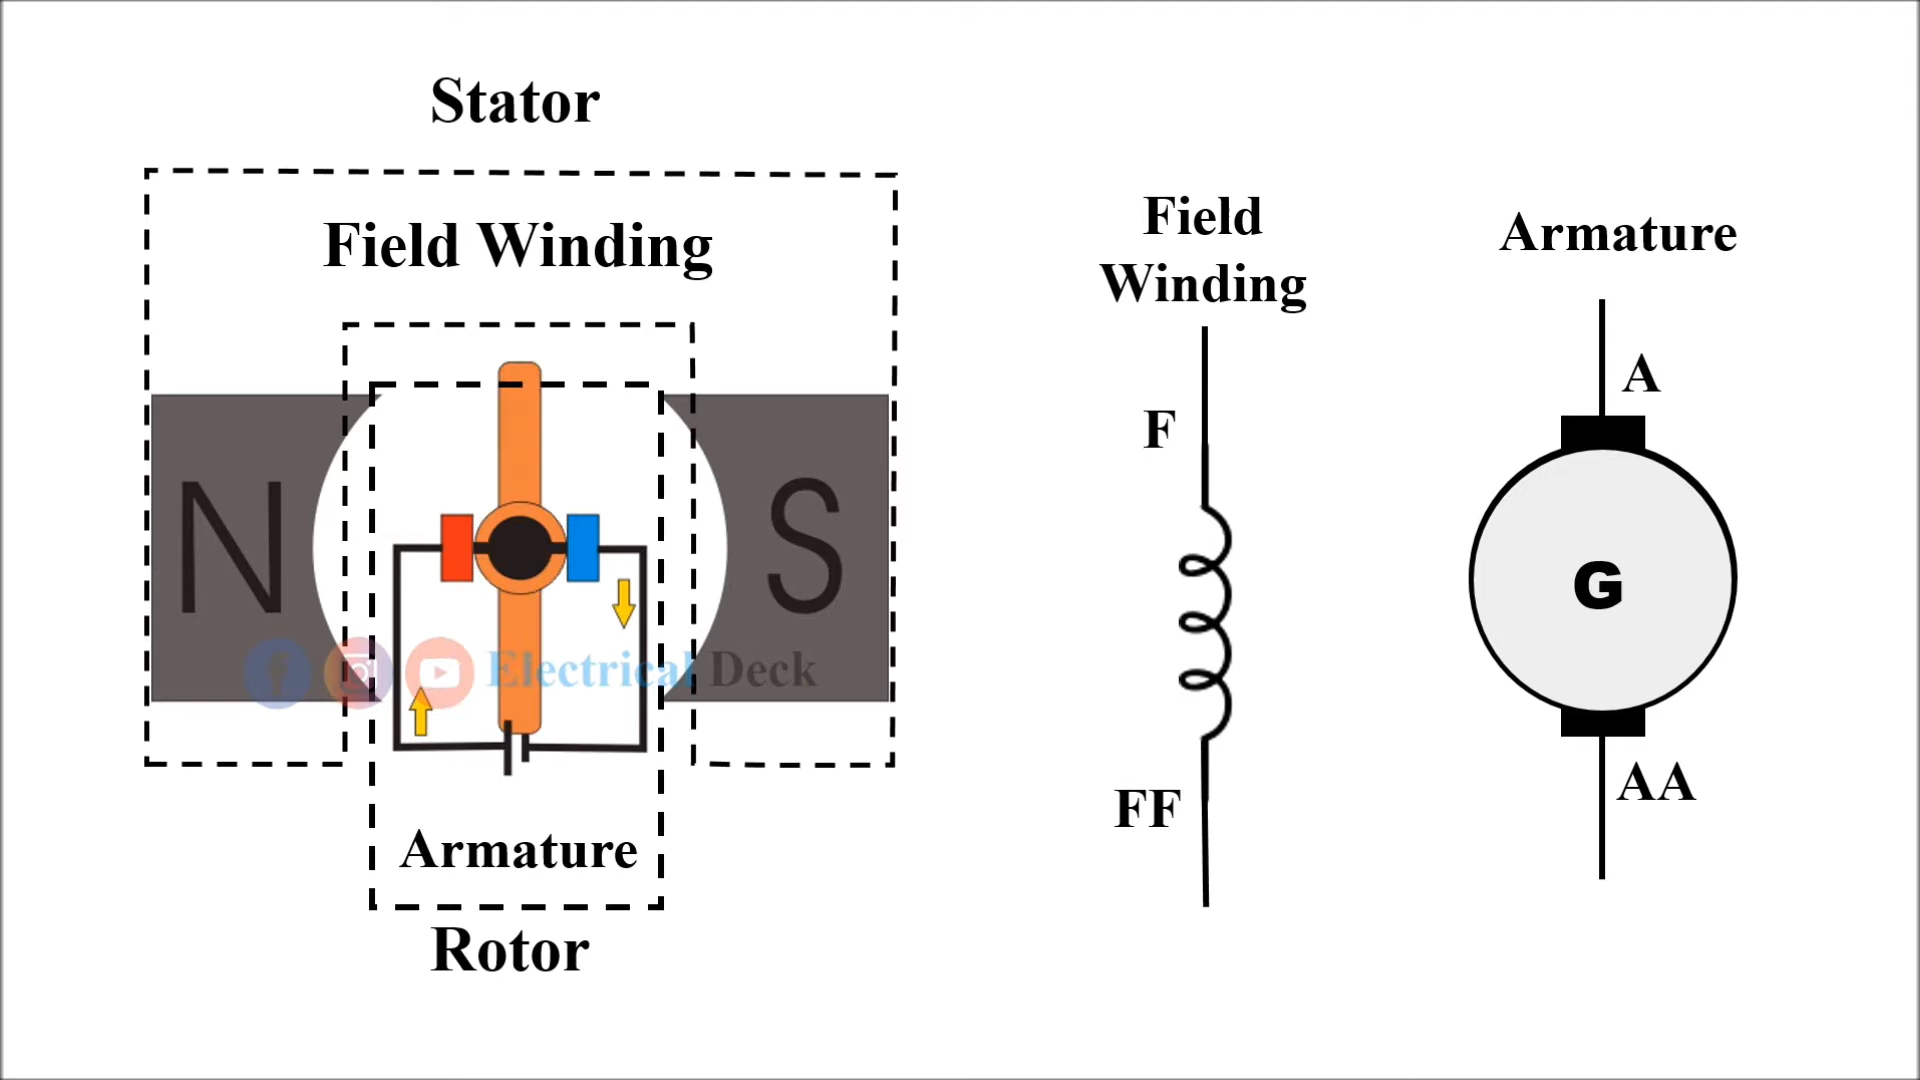 Stator
Field Winding
N
S
Electrical Deck
Armature
Rotor
Field
Winding
F
FF
Armature
A
G
AA